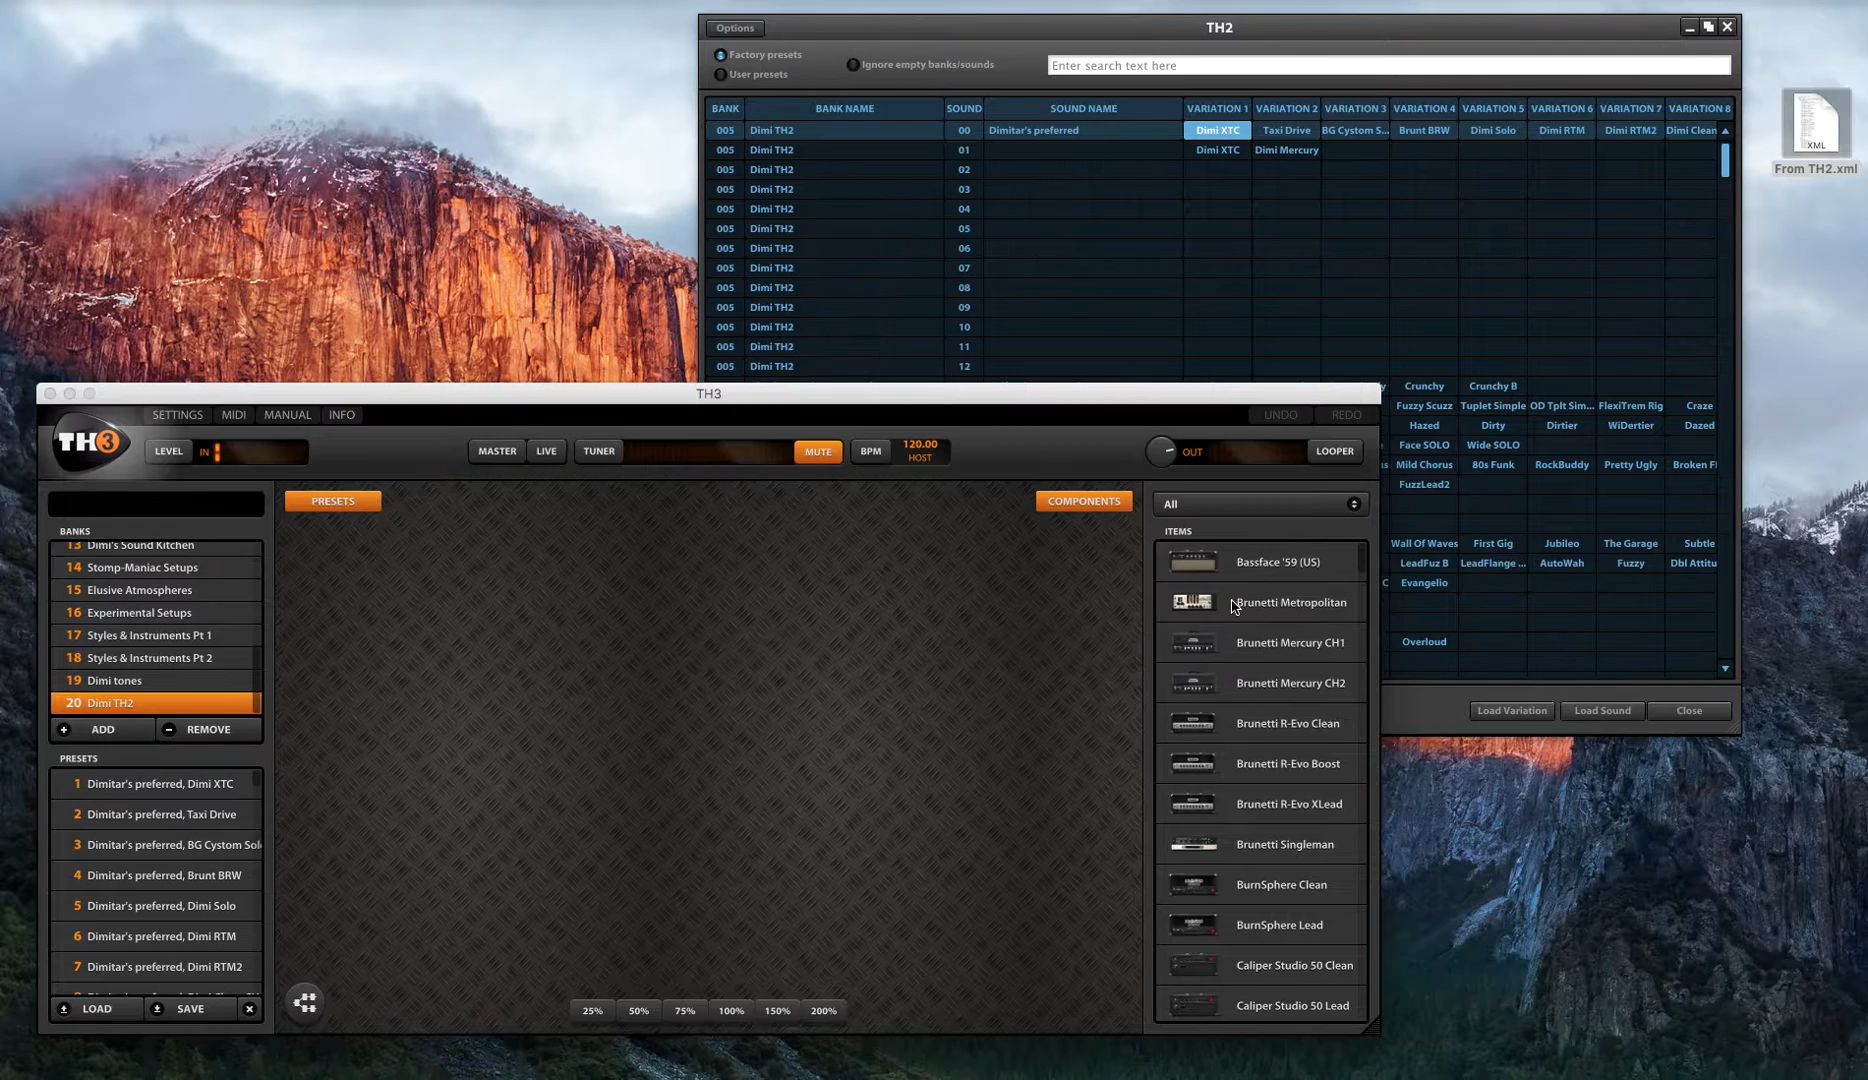 Options
TH2
Factory presets
User presets
Ignore empty banks/sounds
Enter search text here
BANK BANK NAME SOUND SOUND NAME VARIATION 1 VARIATION 2 VARIATION 3 VARIATION 4 VARIATION 5 VARIATION 6 VARIATION 7 VARIATION 8
005 Dimi TH2 00 Dimitar's preferred Dimi XTC Taxi Drive BG Cystom S... Brunt BRW Dimi Solo Dimi RTM Dimi RTM2 Dimi Clean
005 Dimi TH2 01 Dimi XTC Dimi Mercury
005 Dimi TH2 02
005 Dimi TH2 03
005 Dimi TH2 04
005 Dimi TH2 05
005 Dimi TH2 06
005 Dimi TH2 07
005 Dimi TH2 08
005 Dimi TH2 09
005 Dimi TH2 10
005 Dimi TH2 11
005 Dimi TH2 12
Crunchy Crunchy B
Fuzzy Scuzz Tuplet Simple OD Tplt Sim... FlexiTrem Rig Craze
Hazed Dirty Dirtier WiDertier Dazed
Face SOLO Wide SOLO
Mild Chorus 80s Funk RockBuddy Pretty Ugly Broken Fl
FuzzLead2
Wall Of Waves First Gig Jubileo The Garage Subtle
LeadFuz B LeadFlange ... AutoWah Fuzzy Dbl Attitu
C Evangelio
Overloud
Load Variation Load Sound Close
XML
From TH2.xml
TH3
TH3
SETTINGS MIDI MANUAL INFO UNDO REDO
LEVEL IN MASTER LIVE TUNER MUTE BPM 120.00 HOST OUT LOOPER
PRESETS COMPONENTS
All
BANKS
13 Dimi's Sound Kitchen
14 Stomp-Maniac Setups
15 Elusive Atmospheres
16 Experimental Setups
17 Styles & Instruments Pt 1
18 Styles & Instruments Pt 2
19 Dimi tones
20 Dimi TH2
ADD REMOVE
PRESETS
1 Dimitar's preferred, Dimi XTC
2 Dimitar's preferred, Taxi Drive
3 Dimitar's preferred, BG Cystom Sol
4 Dimitar's preferred, Brunt BRW
5 Dimitar's preferred, Dimi Solo
6 Dimitar's preferred, Dimi RTM
7 Dimitar's preferred, Dimi RTM2
LOAD SAVE
25% 50% 75% 100% 150% 200%
ITEMS
Bassface '59 (US)
Brunetti Metropolitan
Brunetti Mercury CH1
Brunetti Mercury CH2
Brunetti R-Evo Clean
Brunetti R-Evo Boost
Brunetti R-Evo XLead
Brunetti Singleman
BurnSphere Clean
BurnSphere Lead
Caliper Studio 50 Clean
Caliper Studio 50 Lead